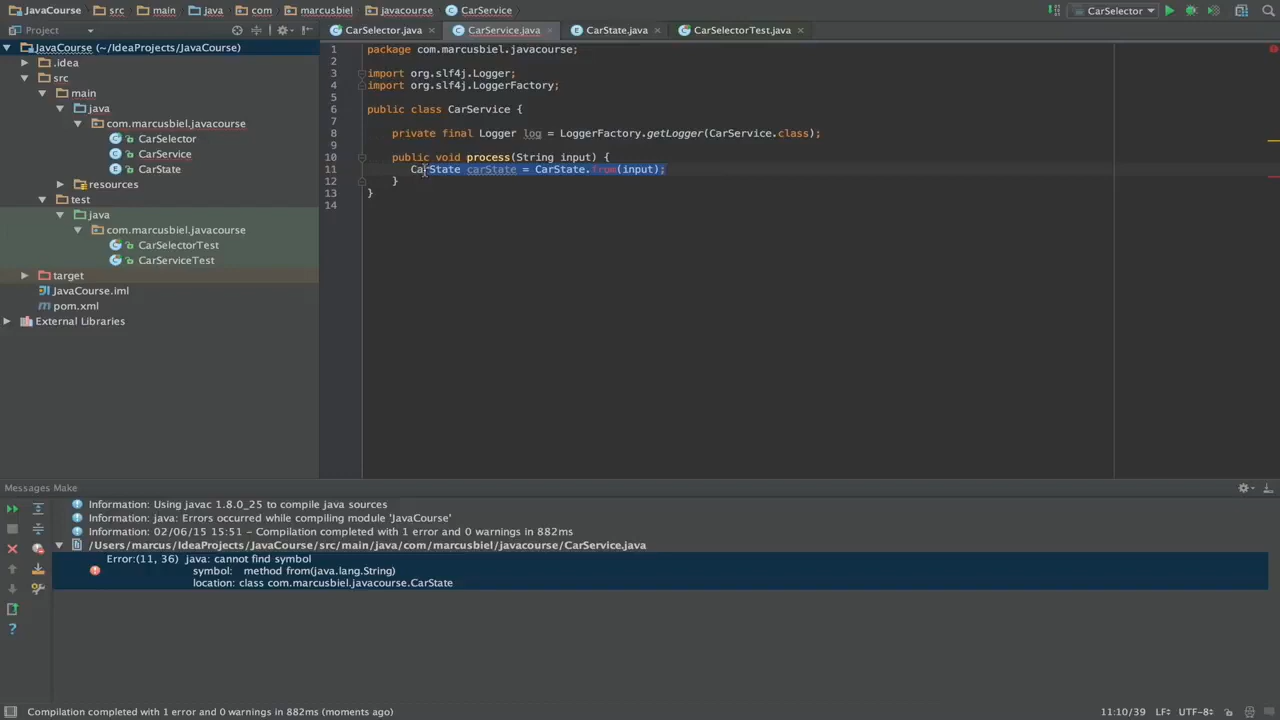 JavaCourse src main java com marcusbiel javacourse CarService CarSelector
Project CarSelector.java CarService.java CarState.java CarSelectorTest.java
JavaCourse (~/IdeaProjects/JavaCourse)
.idea
src
main
java
com.marcusbiel.javacourse
CarSelector
CarService
CarState
resources
test
java
com.marcusbiel.javacourse
CarSelectorTest
CarServiceTest
target
JavaCourse.iml
pom.xml
External Libraries
1 package com.marcusbiel.javacourse;
2
3 import org.slf4j.Logger;
4 import org.slf4j.LoggerFactory;
5
6 public class CarService {
7
8 private final Logger log = LoggerFactory.getLogger(CarService.class);
9
10 public void process(String input) {
11 CarState carState = CarState.from(input);
12 }
13 }
14
Messages Make
Information: Using javac 1.8.0_25 to compile java sources
Information: java: Errors occurred while compiling module 'JavaCourse'
Information: 02/06/15 15:51 - Compilation completed with 1 error and 0 warnings in 882ms
/Users/marcus/IdeaProjects/JavaCourse/src/main/java/com/marcusbiel/javacourse/CarService.java
Error:(11, 36) java: cannot find symbol
symbol: method from(java.lang.String)
location: class com.marcusbiel.javacourse.CarState
Compilation completed with 1 error and 0 warnings in 882ms (moments ago) 11:10/39 LF UTF-8